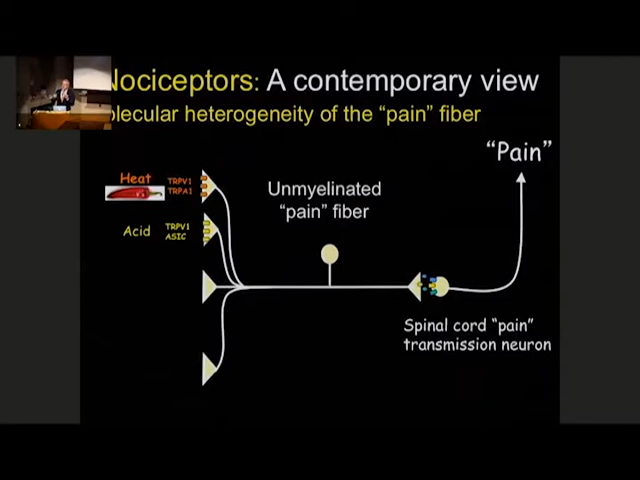 Nociceptors: A contemporary view
olecular heterogeneity of the "pain" fiber
"Pain"
Heat
TRPV1
TRPA1
Unmyelinated
"pain" fiber
Acid
TRPV1
ASIC
Spinal cord "pain"
transmission neuron